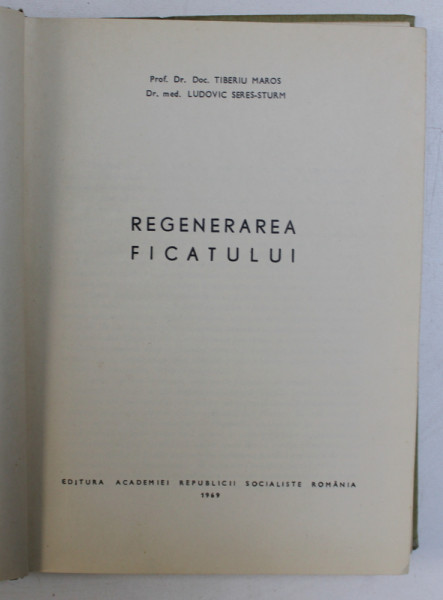 Prof. Dr. Doc. TIBERIU MAROS
Dr. med. LUDOVIC SERES-STURM
REGENERAREA
FICATULUI
EDITURA ACADEMIEI REPUBLICII SOCIALISTE ROMÂNIA
1969